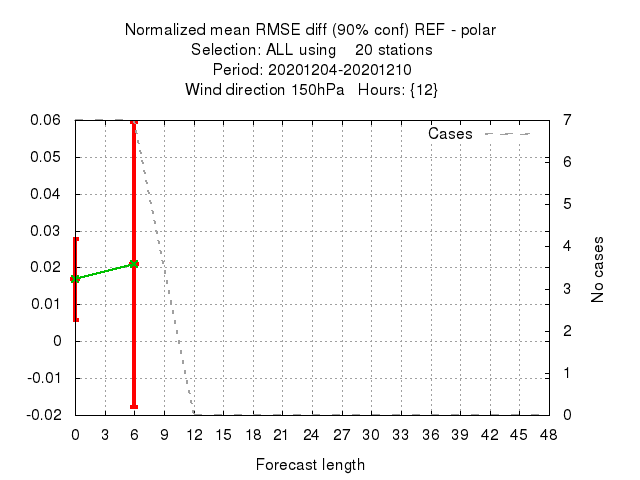 Normalized mean RMSE diff (90% conf) REF - polar
Selection: ALL using    20 stations
Period: 20201204-20201210
Wind direction 150hPa   Hours: {12}
Cases
0.06
0.05
0.04
0.03
0.02
0.01
0
-0.01
-0.02
7
6
5
4
3
2
1
0
No cases
0 3 6 9 12 15 18 21 24 27 30 33 36 39 42 45 48
Forecast length